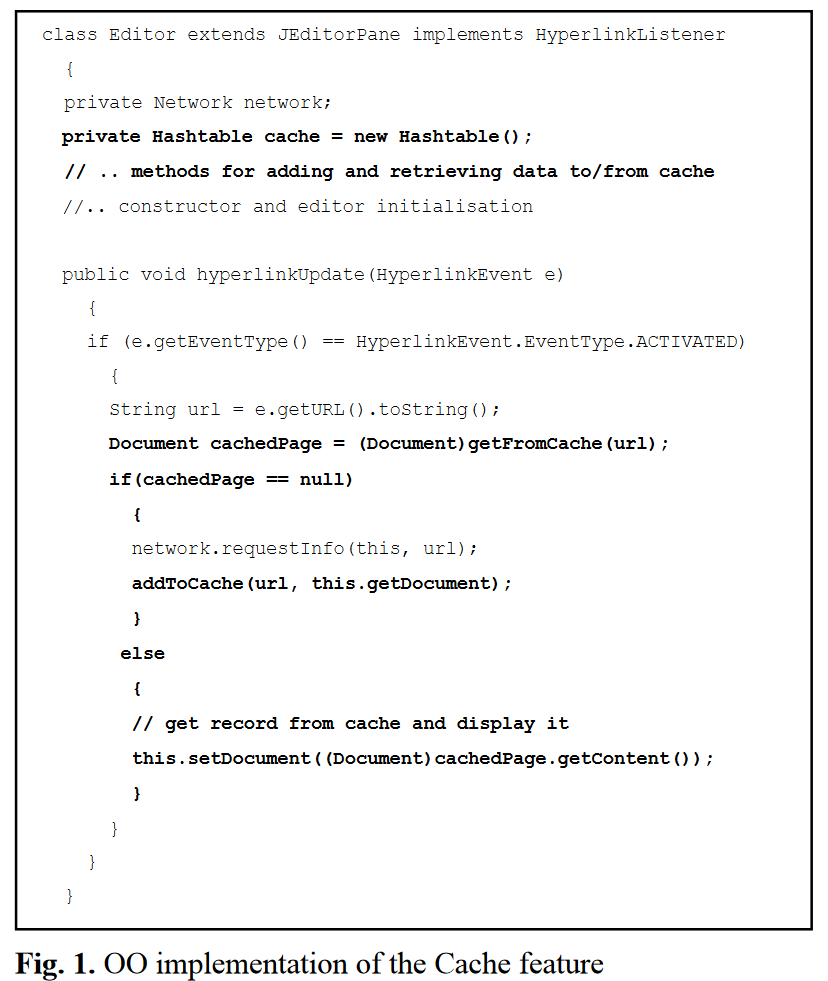 class Editor extends JEditorPane implements HyperlinkListener
{
private Network network;
private Hashtable cache = new Hashtable();
// .. methods for adding and retrieving data to/from cache
//.. constructor and editor initialisation
public void hyperlinkUpdate(HyperlinkEvent e)
{
if (e.getEventType() == HyperlinkEvent.EventType.ACTIVATED)
{
String url = e.getURL().toString();
Document cachedPage = (Document)getFromCache(url);
if(cachedPage == null)
{
network.requestInfo(this, url);
addToCache(url, this.getDocument);
}
else
{
// get record from cache and display it
this.setDocument((Document)cachedPage.getContent());
}
}
}
}
Fig. 1. OO implementation of the Cache feature